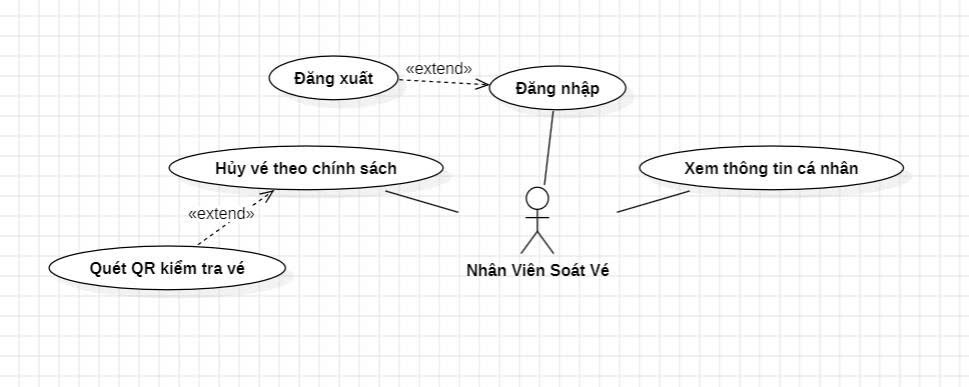 Đăng xuất
«extend»
Đăng nhập
Hủy vé theo chính sách
Xem thông tin cá nhân
«extend»
Quét QR kiểm tra vé
Nhân Viên Soát Vé